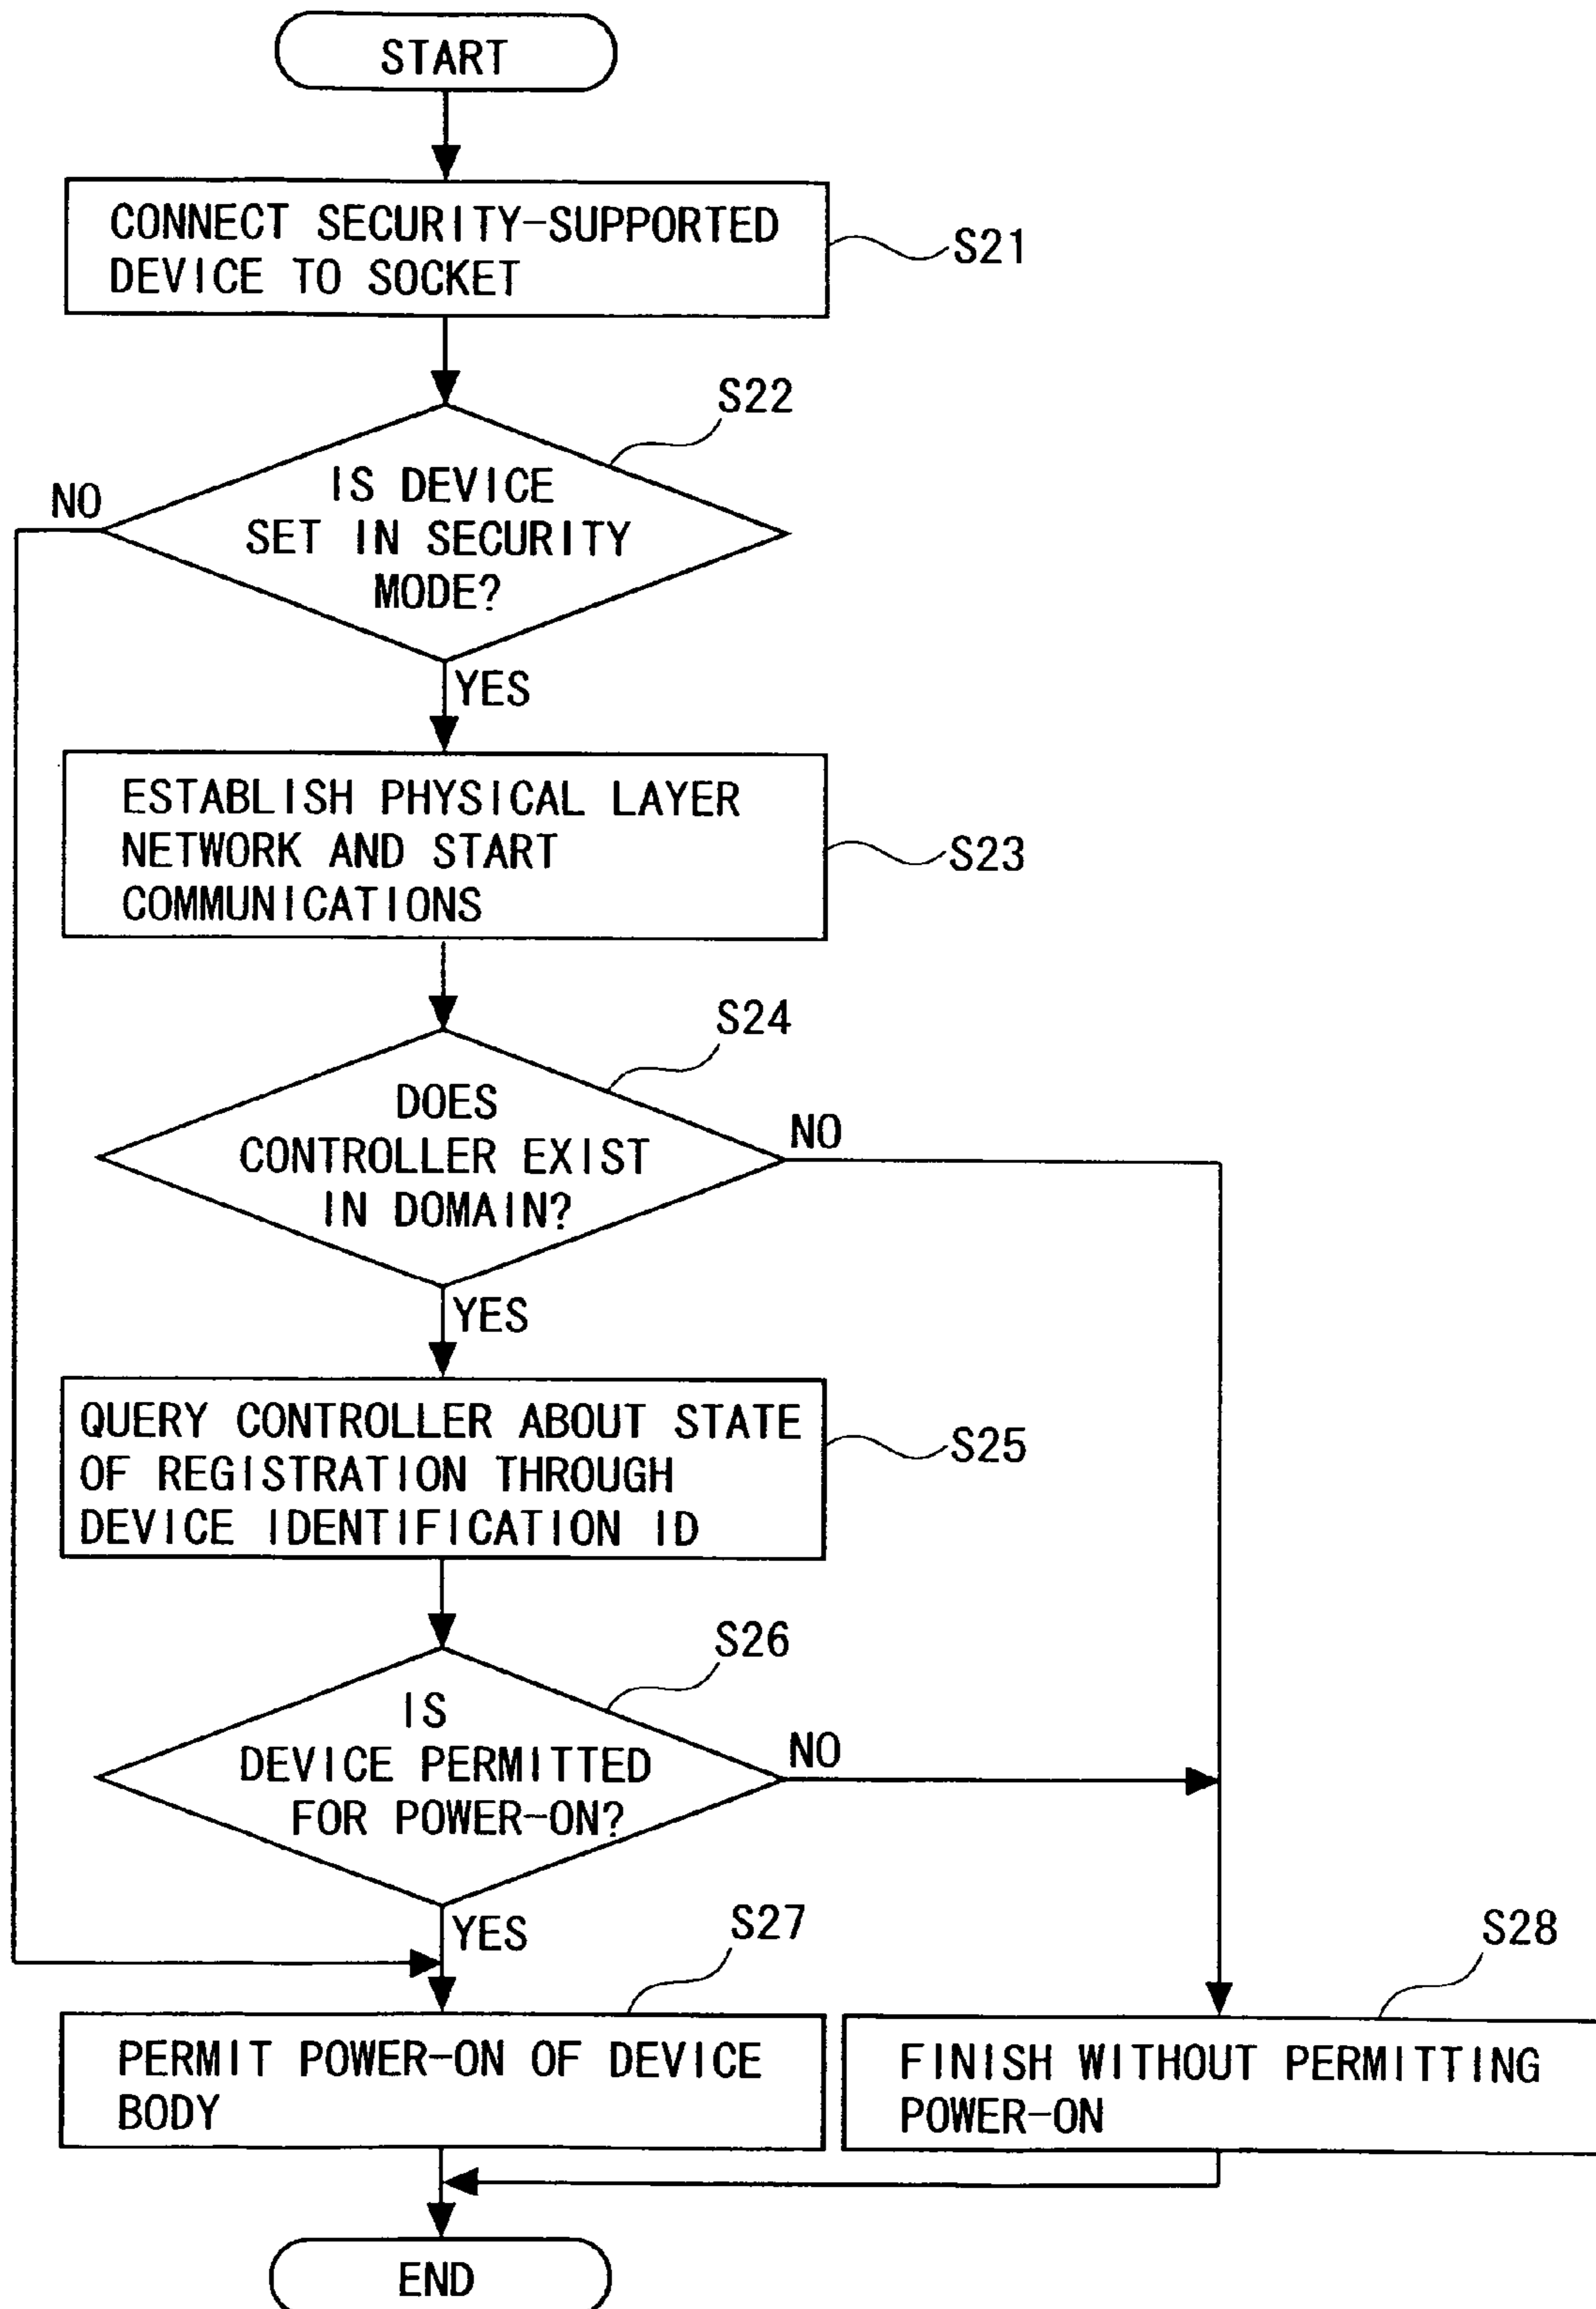 START
CONNECT SECURITY-SUPPORTED
DEVICE TO SOCKET
S21
S22
IS DEVICE
SET IN SECURITY
MODE?
NO
YES
ESTABLISH PHYSICAL LAYER
NETWORK AND START
COMMUNICATIONS
S23
S24
DOES
CONTROLLER EXIST
IN DOMAIN?
NO
YES
QUERY CONTROLLER ABOUT STATE
OF REGISTRATION THROUGH
DEVICE IDENTIFICATION ID
S25
S26
IS
DEVICE PERMITTED
FOR POWER-ON?
NO
YES
S27
PERMIT POWER-ON OF DEVICE
BODY
S28
FINISH WITHOUT PERMITTING
POWER-ON
END